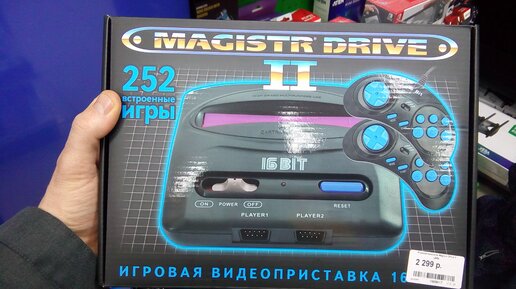 MAGISTR DRIVE
II
252
встроенные
игры
16 BIT
ON
POWER
OFF
RESET
PLAYER1
PLAYER2
2 299 р.
ИГРОВАЯ ВИДЕОПРИСТАВКА 16